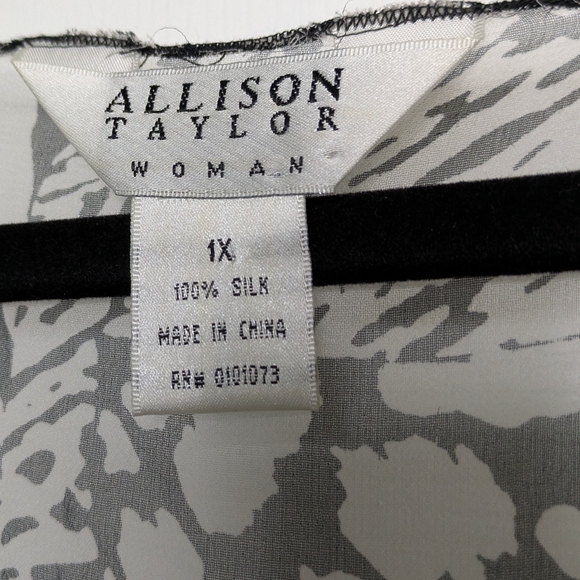 ALLISON
TAYLOR
WOMAN
1X
100% SILK
MADE IN CHINA
RN# 0101073